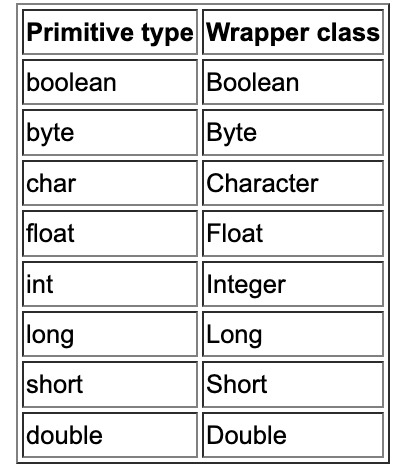 Primitive type Wrapper class
boolean Boolean
byte Byte
char Character
float Float
int Integer
long Long
short Short
double Double